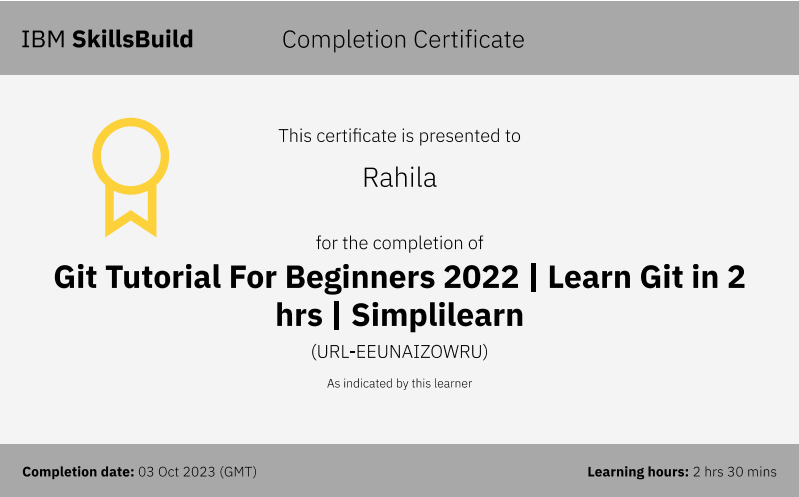 IBM SkillsBuild
Completion Certificate
This certificate is presented to
Rahila
for the completion of
Git Tutorial For Beginners 2022 | Learn Git in 2
hrs | Simplilearn
(URL-EEUNAIZOWRU)
As indicated by this learner
Completion date: 03 Oct 2023 (GMT)
Learning hours: 2 hrs 30 mins